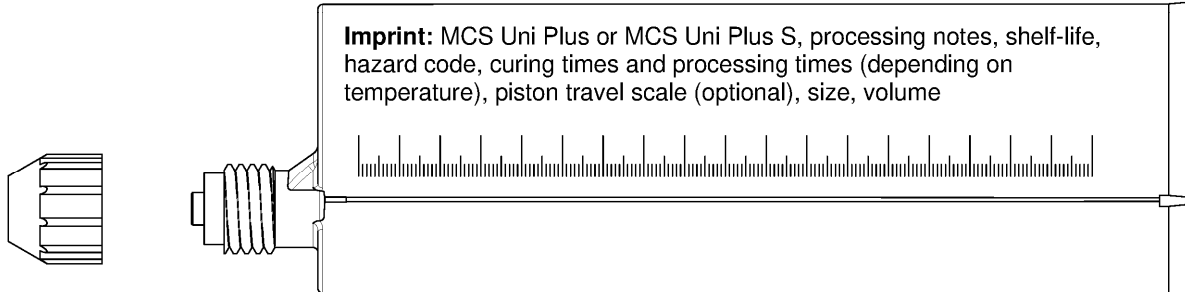 Imprint: MCS Uni Plus or MCS Uni Plus S, processing notes, shelf-life,
hazard code, curing times and processing times (depending on
temperature), piston travel scale (optional), size, volume